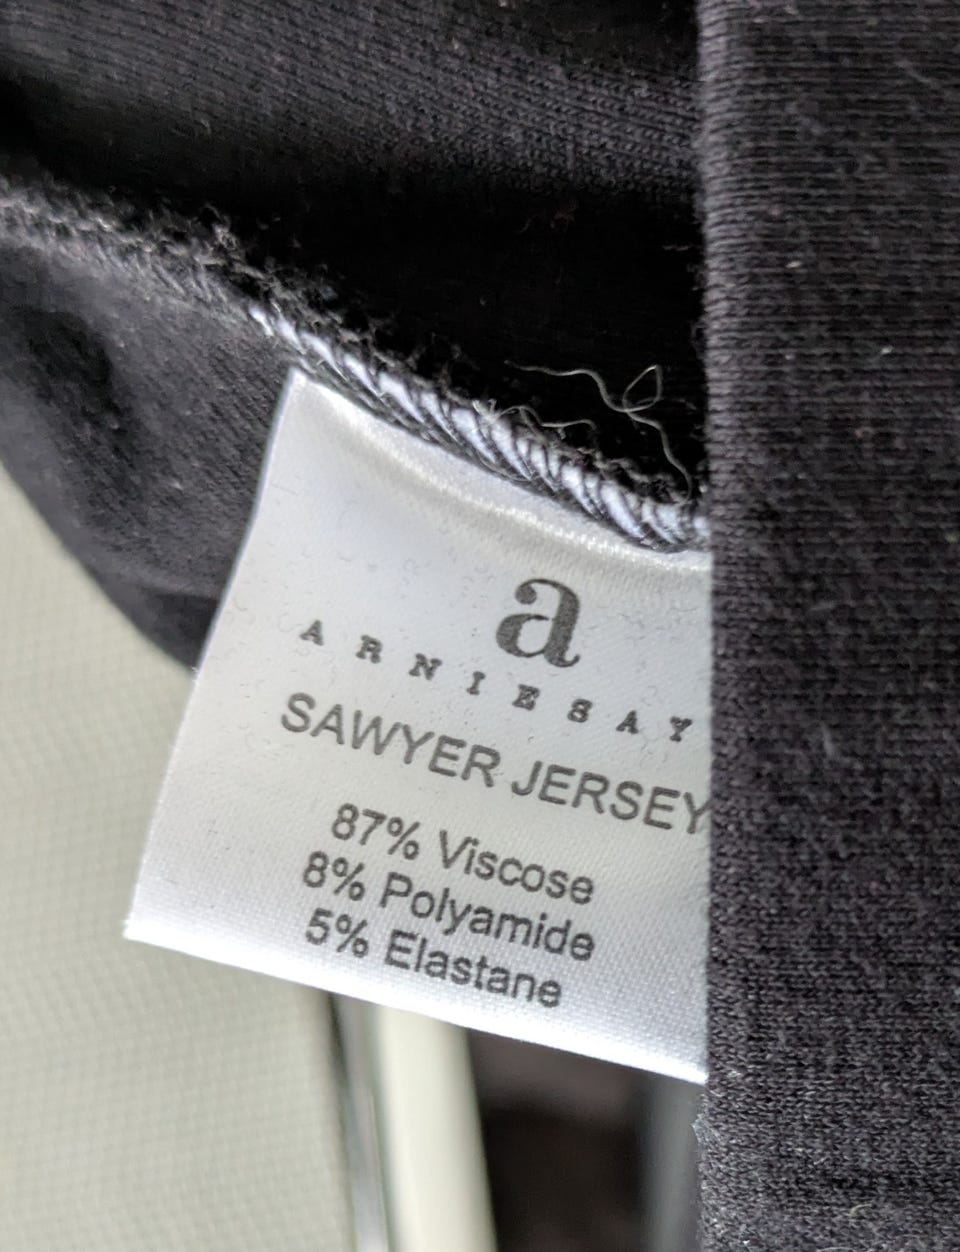 a
ARNIESAY
SAWYER JERSEY
87% Viscose
8% Polyamide
5% Elastane